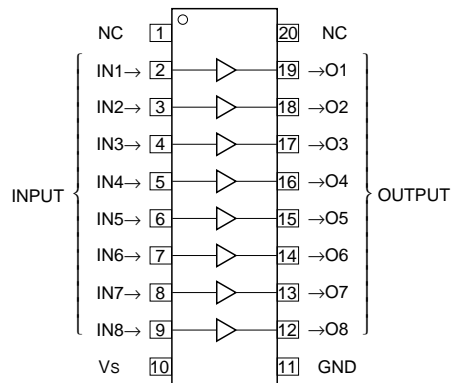 NC 1 20 NC
IN1→ 2 19 →O1
IN2→ 3 18 →O2
IN3→ 4 17 →O3
IN4→ 5 16 →O4
INPUT OUTPUT
IN5→ 6 15 →O5
IN6→ 7 14 →O6
IN7→ 8 13 →O7
IN8→ 9 12 →O8
Vs 10 11 GND